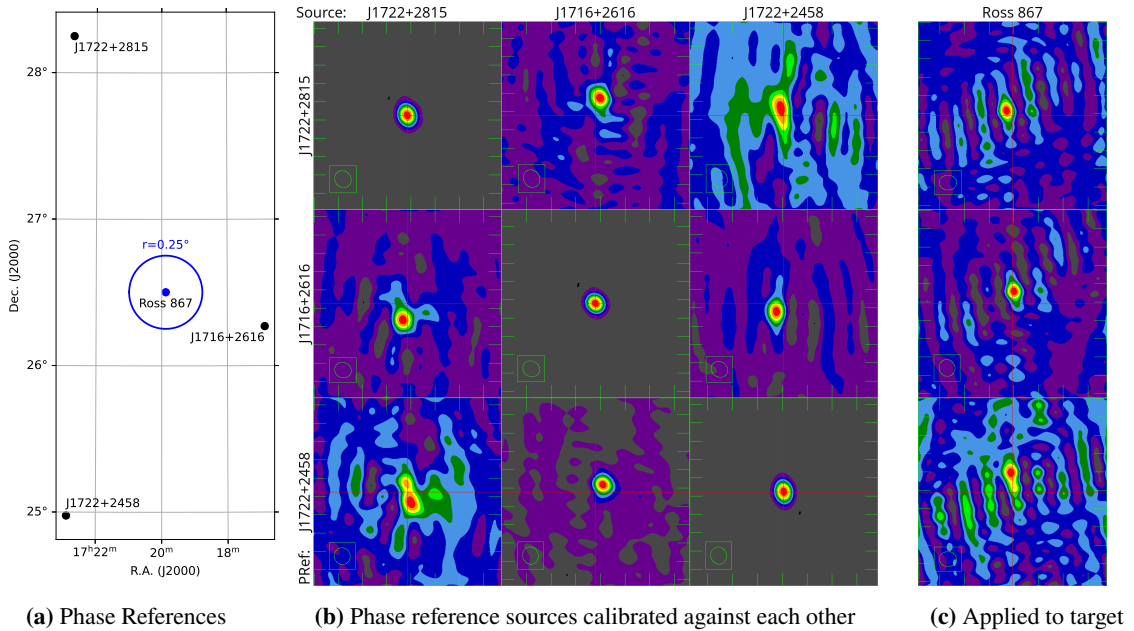 Source:
J1722+2815
J1716+2616
J1722+2458
Ross 867
J1722+2815
28°
27°
r=0.25°
Ross 867
J1716+2616
26°
J1722+2458
25°
17ʰ22ᵐ
20ᵐ
18ᵐ
Dec. (J2000)
R.A. (J2000)
J1722+2815
J1716+2616
PRef: J1722+2458
(a) Phase References
(b) Phase reference sources calibrated against each other
(c) Applied to target